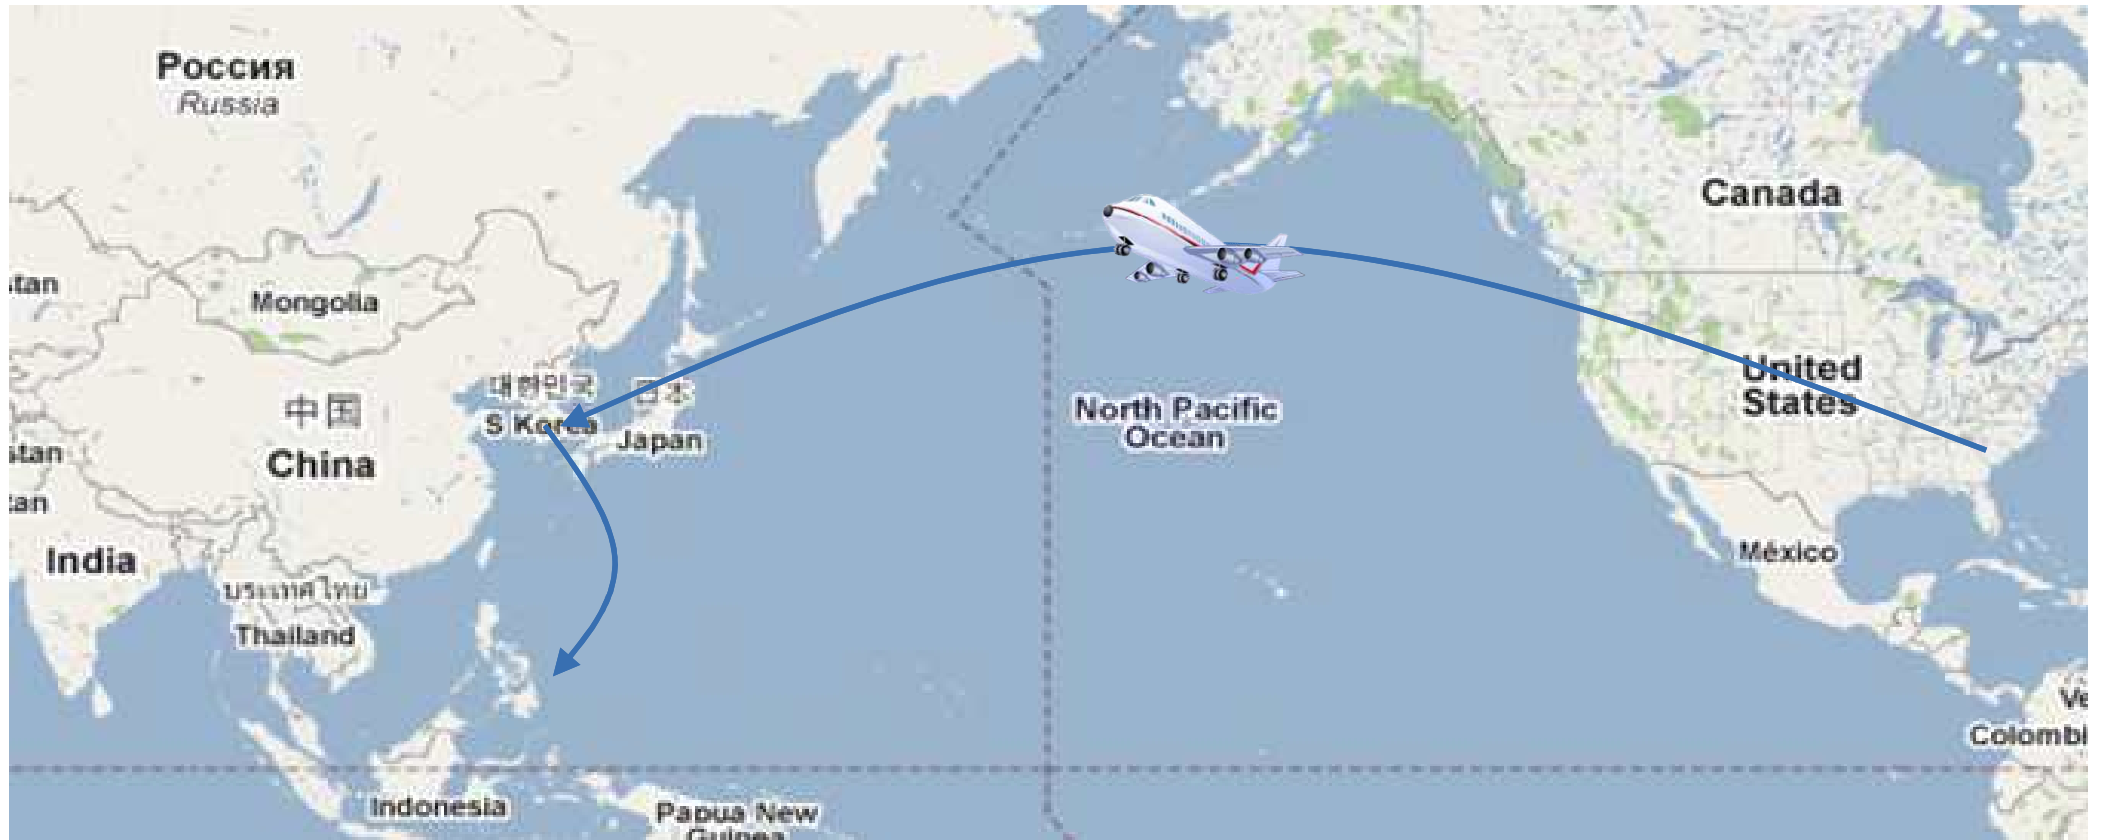 Россия
Russia
Canada
stan
Mongolia
United
States
대한민국
日本
中国
S Korea
North Pacific
Ocean
Japan
stan
China
tan
México
India
ประเทศไทย
Thailand
Ve
Colombi
Indonesia
Papua New
Guinea